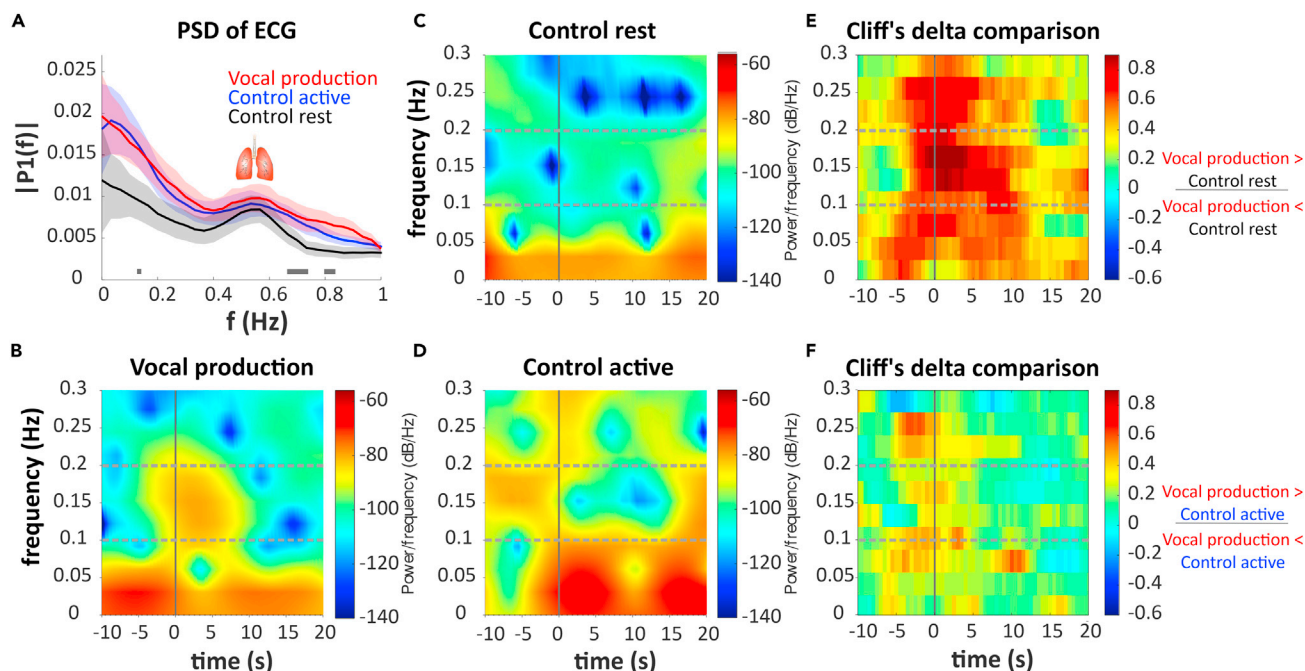 A
PSD of ECG
0.025
0.02
0.015
0.01
0.005
0
|P1(f)|
Vocal production
Control active
Control rest
0 0.2 0.4 0.6 0.8 1
f (Hz)
C
Control rest
0.3
0.25
0.2
0.15
0.1
0.05
0
frequency (Hz)
-10 -5 0 5 10 15 20
-60
-80
-100
-120
-140
Power/frequency (dB/Hz)
E
Cliff's delta comparison
0.3
0.25
0.2
0.15
0.1
0.05
0
-10 -5 0 5 10 15 20
0.8
0.6
0.4
0.2
0
-0.2
-0.4
-0.6
Vocal production >
Control rest
Vocal production <
Control rest
B
Vocal production
0.3
0.25
0.2
0.15
0.1
0.05
0
frequency (Hz)
-10 -5 0 5 10 15 20
time (s)
-60
-80
-100
-120
-140
Power/frequency (dB/Hz)
D
Control active
0.3
0.25
0.2
0.15
0.1
0.05
0
-10 -5 0 5 10 15 20
time (s)
-60
-80
-100
-120
-140
Power/frequency (dB/Hz)
F
Cliff's delta comparison
0.3
0.25
0.2
0.15
0.1
0.05
0
-10 -5 0 5 10 15 20
time (s)
0.8
0.6
0.4
0.2
0
-0.2
-0.4
-0.6
Vocal production >
Control active
Vocal production <
Control active